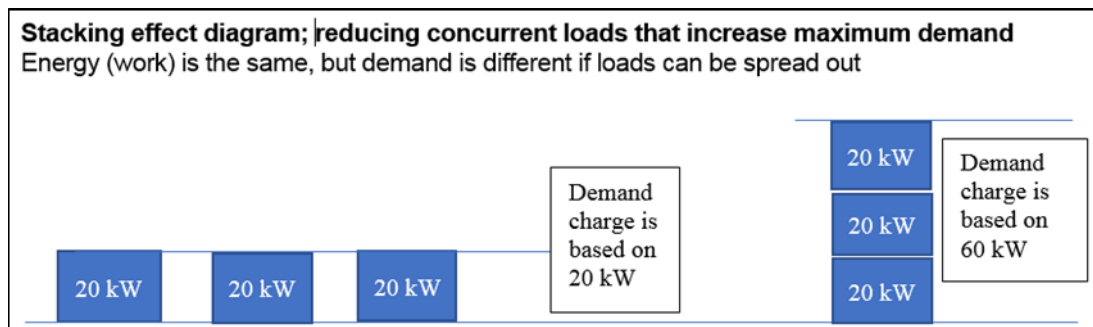 Stacking effect diagram; reducing concurrent loads that increase maximum demand
Energy (work) is the same, but demand is different if loads can be spread out
20 kW
20 kW
20 kW
Demand
charge is
based on
20 kW
20 kW
20 kW
20 kW
Demand
charge is
based on
60 kW